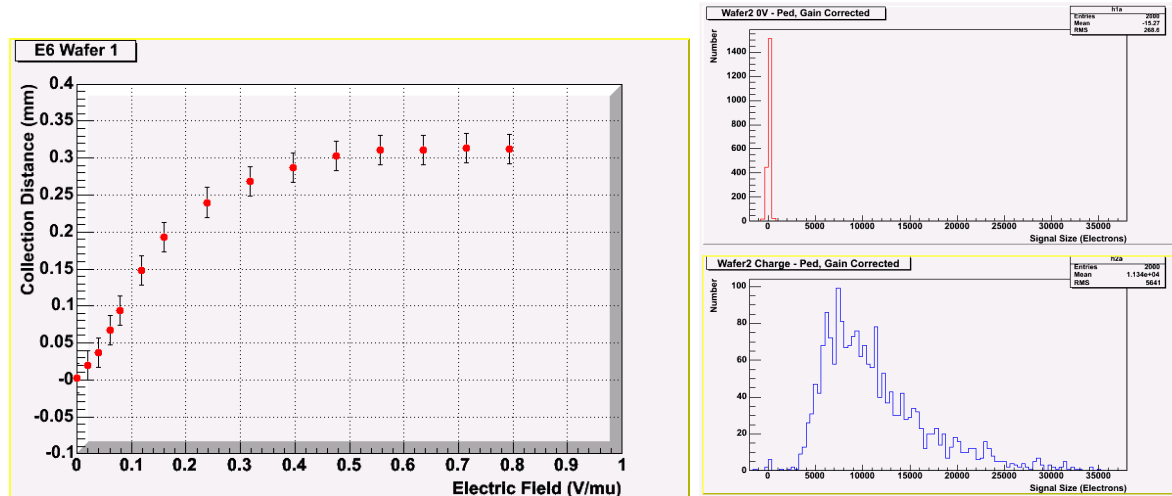 E6 Wafer 1
Collection Distance (mm)
0.4
0.35
0.3
0.25
0.2
0.15
0.1
0.05
-0
-0.05
-0.1
0 0.1 0.2 0.3 0.4 0.5 0.6 0.7 0.8 0.9 1
Electric Field (V/mu)
Wafer2 0V - Ped, Gain Corrected
h1a
Entries 2000
Mean -15.27
RMS 268.6
Number
1400
1200
1000
800
600
400
200
0
0 5000 10000 15000 20000 25000 30000 35000
Signal Size (Electrons)
Wafer2 Charge - Ped, Gain Corrected
h2a
Entries 2000
Mean 1.134e+04
RMS 5641
Number
100
80
60
40
20
0
0 5000 10000 15000 20000 25000 30000 35000
Signal Size (Electrons)